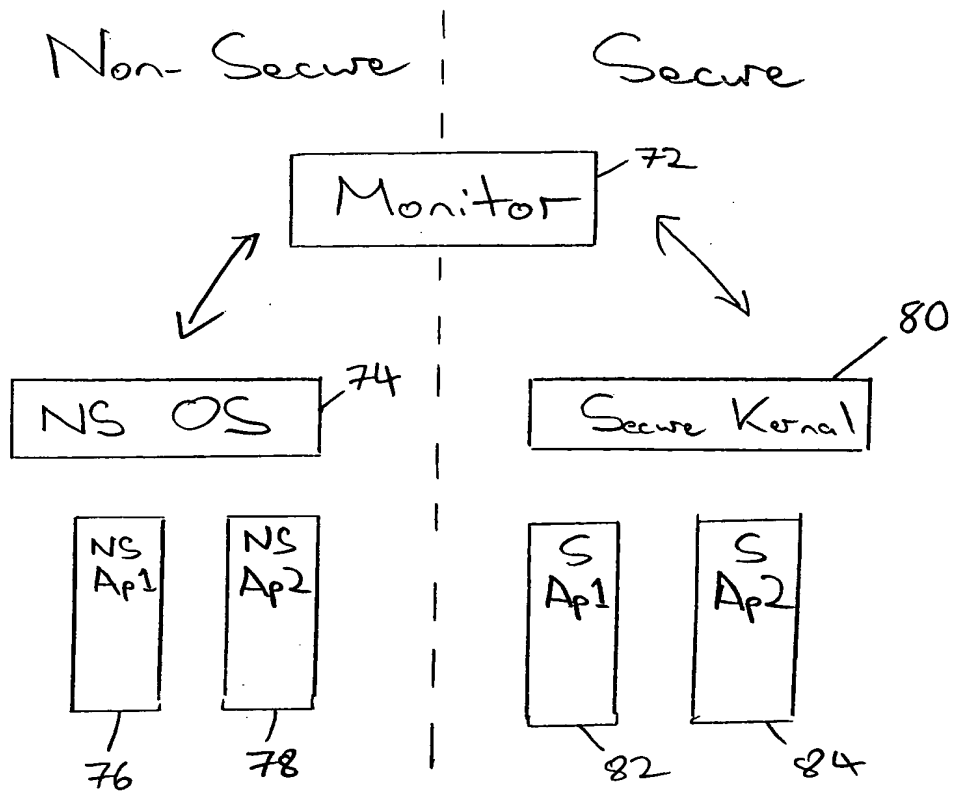 Non-Secure Secure
72
Monitor
80
74
NS OS
Secure Kernal
NS
Ap1
NS
Ap2
S
Ap1
S
Ap2
76
78
82
84